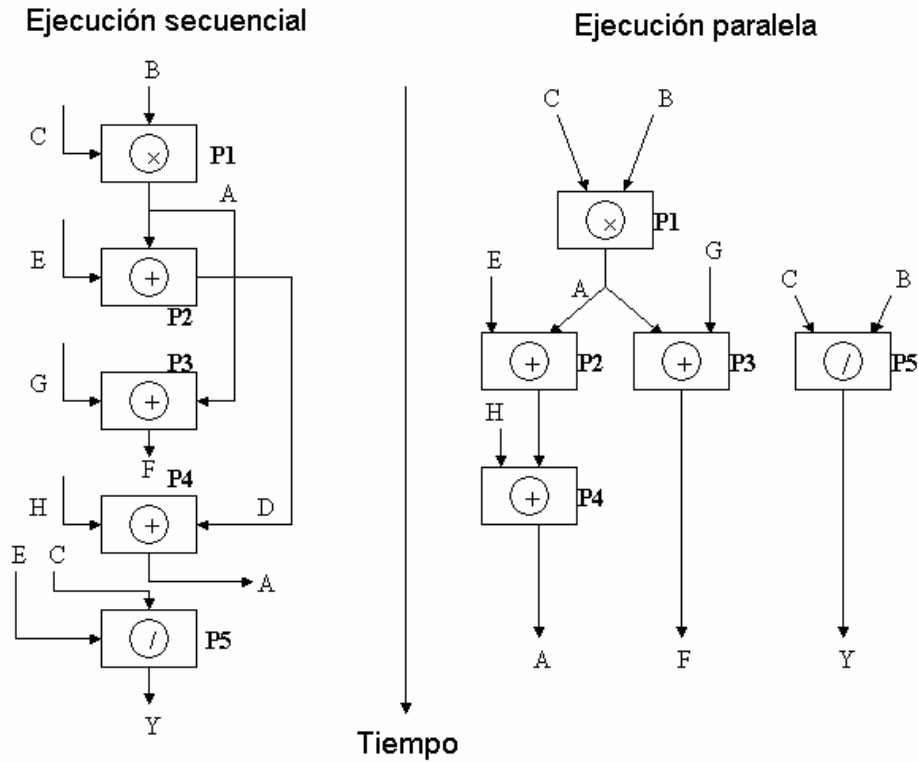 Ejecución secuencial
B
C
×
P1
A
E
+
P2
P3
G
+
F
P4
H
+
D
E
C
A
/
P5
Y
Tiempo
Ejecución paralela
C
B
×
P1
E
A
G
+
P2
+
P3
C
B
/
P5
H
+
P4
A
F
Y